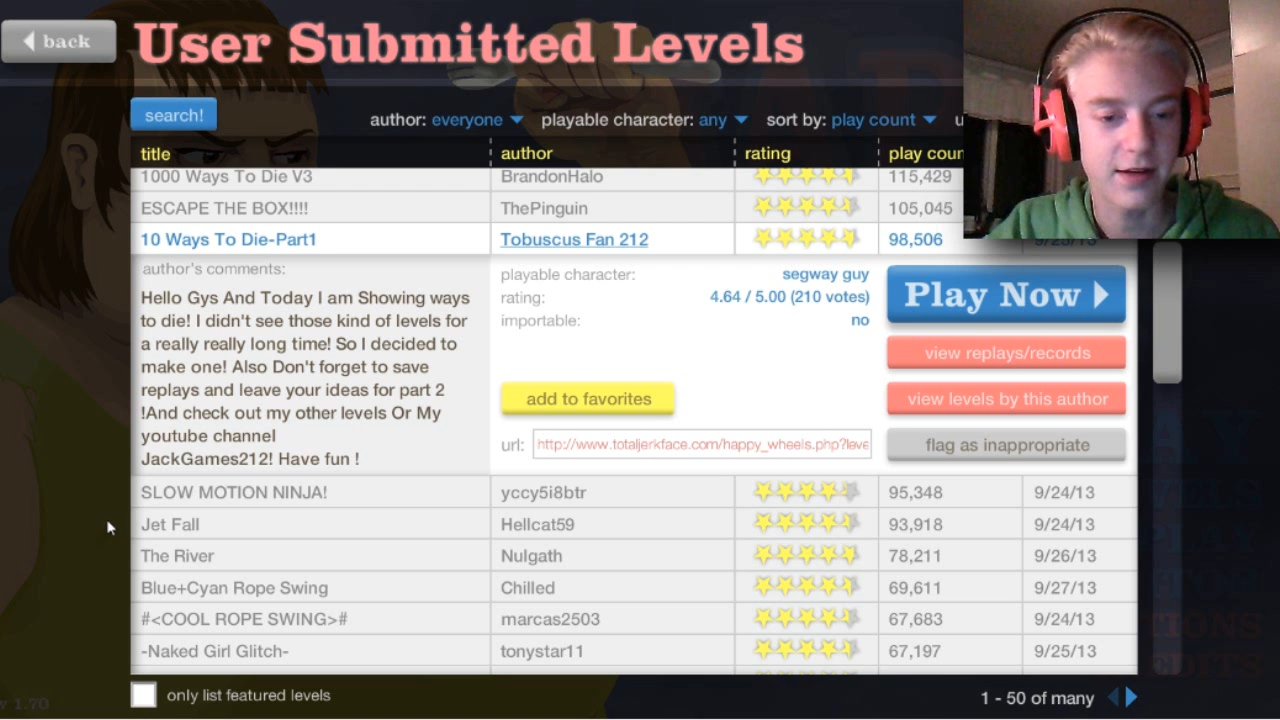 back
User Submitted Levels
search!
author: everyone playable character: any sort by: play count
title author rating play coun
1000 Ways To Die V3 BrandonHalo 115,429
ESCAPE THE BOX!!!! ThePinguin 105,045
10 Ways To Die-Part1 Tobuscus Fan 212 98,506 9/25/13
author's comments:
Hello Gys And Today I am Showing ways
to die! I didn't see those kind of levels for
a really really long time! So I decided to
make one! Also Don't forget to save
replays and leave your ideas for part 2
!And check out my other levels Or My
youtube channel
JackGames212! Have fun !
playable character: segway guy
rating: 4.64 / 5.00 (210 votes)
importable: no
add to favorites
url: http://www.totaljerkface.com/happy_wheels.php?leve
Play Now
view replays/records
view levels by this author
flag as inappropriate
SLOW MOTION NINJA! yccy5i8btr 95,348 9/24/13
Jet Fall Hellcat59 93,918 9/24/13
The River Nulgath 78,211 9/26/13
Blue+Cyan Rope Swing Chilled 69,611 9/27/13
#<COOL ROPE SWING># marcas2503 67,683 9/24/13
-Naked Girl Glitch- tonystar11 67,197 9/25/13
only list featured levels
1 - 50 of many
v 1.70